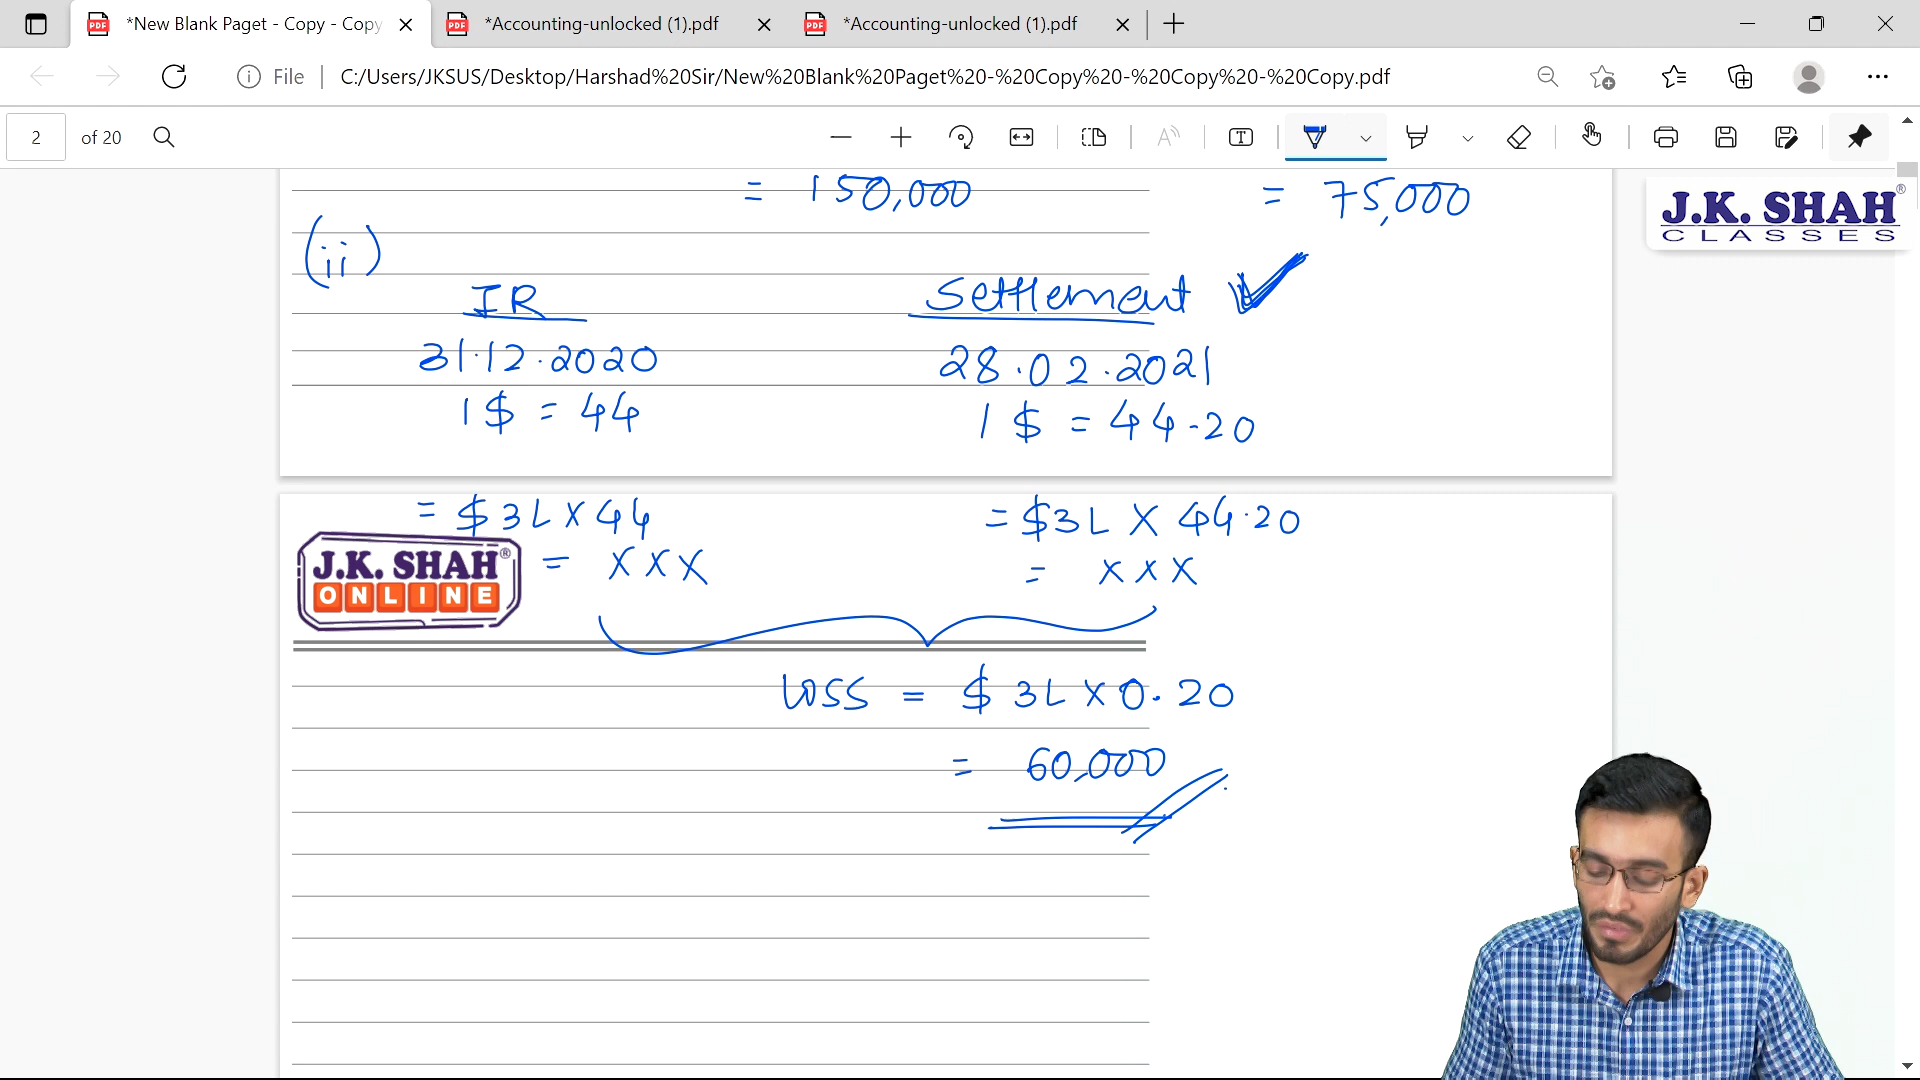 *New Blank Paget - Copy - Copy
*Accounting-unlocked (1).pdf
*Accounting-unlocked (1).pdf
File
C:/Users/JKSUS/Desktop/Harshad%20Sir/New%20Blank%20Paget%20-%20Copy%20-%20Copy%20-%20Copy.pdf
2 of 20
= 150,000 = 75,000
J.K. SHAH®
CLASSES
(ii)
IR Settlement
31.12.2020 28.02.2021
1 $ = 44 1 $ = 44.20
= $ 3L X 44 = $3L X 44.20
J.K. SHAH®
ONLINE
= XXX = XXX
LOSS = $ 3L X 0.20
= 60,000